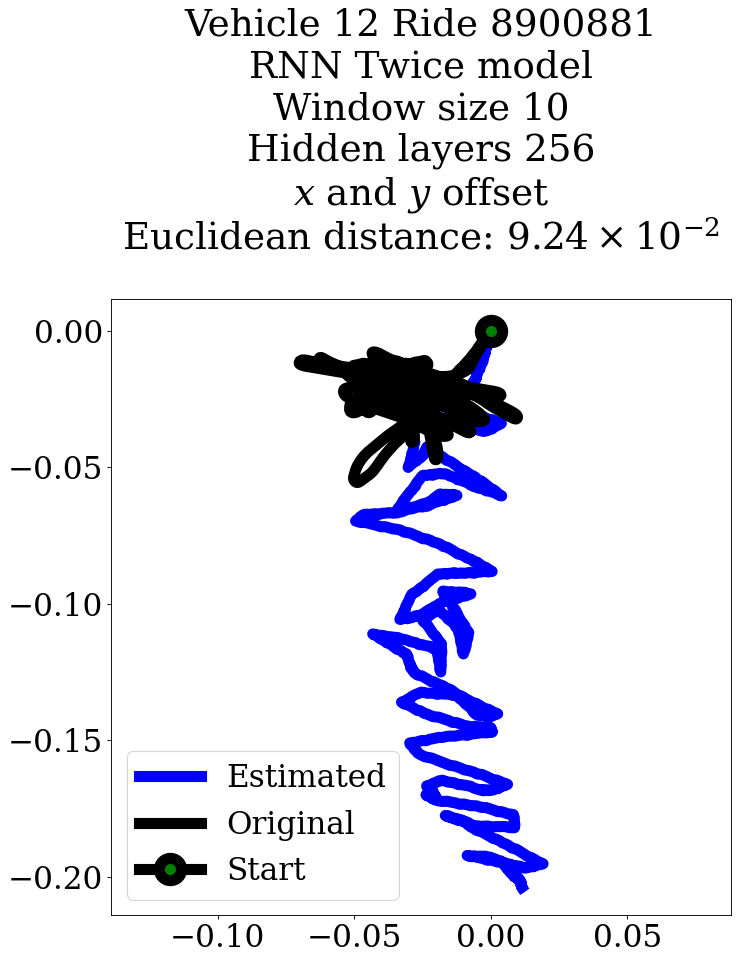 Vehicle 12 Ride 8900881
RNN Twice model
Window size 10
Hidden layers 256
x and y offset
Euclidean distance: 9.24 × 10⁻²
0.00
−0.05
−0.10
−0.15
−0.20
Estimated
Original
Start
−0.10 −0.05 0.00 0.05